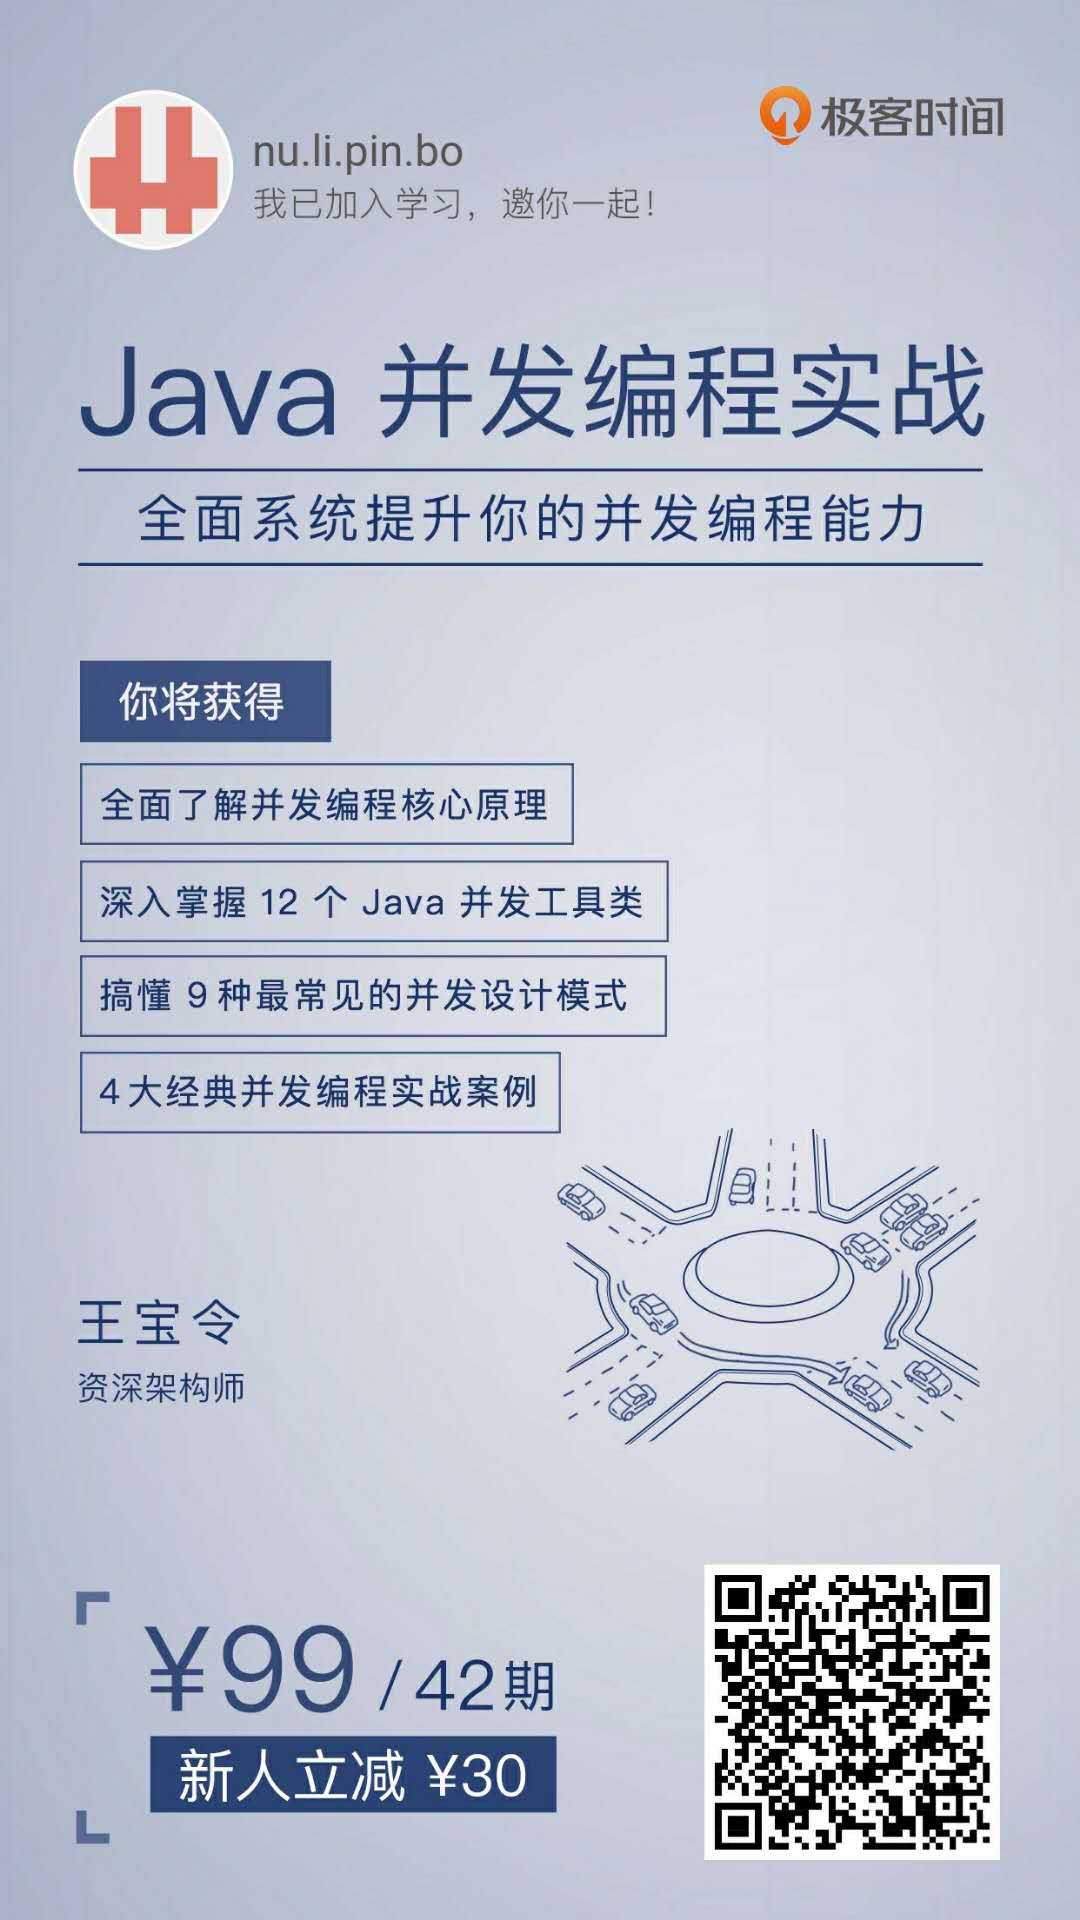 极客时间
nu.li.pin.bo
我已加入学习，邀你一起！
Java 并发编程实战
全面系统提升你的并发编程能力
你将获得
全面了解并发编程核心原理
深入掌握 12 个 Java 并发工具类
搞懂 9 种最常见的并发设计模式
4 大经典并发编程实战案例
王宝令
资深架构师
¥99 / 42期
新人立减 ¥30